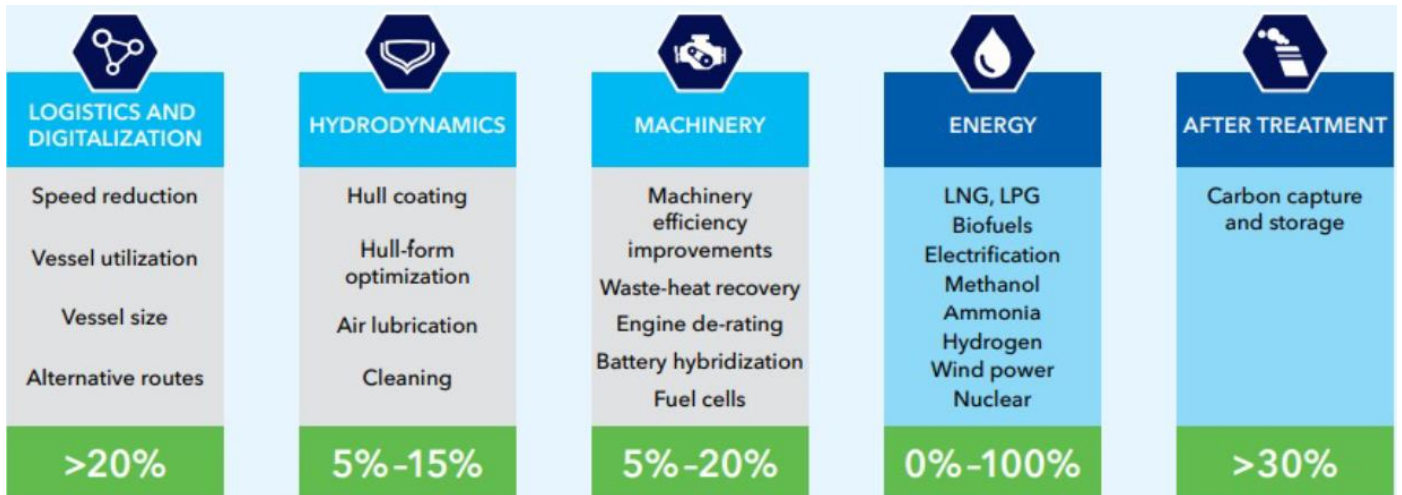 LOGISTICS AND
DIGITALIZATION
Speed reduction
Vessel utilization
Vessel size
Alternative routes
>20%
HYDRODYNAMICS
Hull coating
Hull-form
optimization
Air lubrication
Cleaning
5%–15%
MACHINERY
Machinery
efficiency
improvements
Waste-heat recovery
Engine de-rating
Battery hybridization
Fuel cells
5%–20%
ENERGY
LNG, LPG
Biofuels
Electrification
Methanol
Ammonia
Hydrogen
Wind power
Nuclear
0%–100%
AFTER TREATMENT
Carbon capture
and storage
>30%